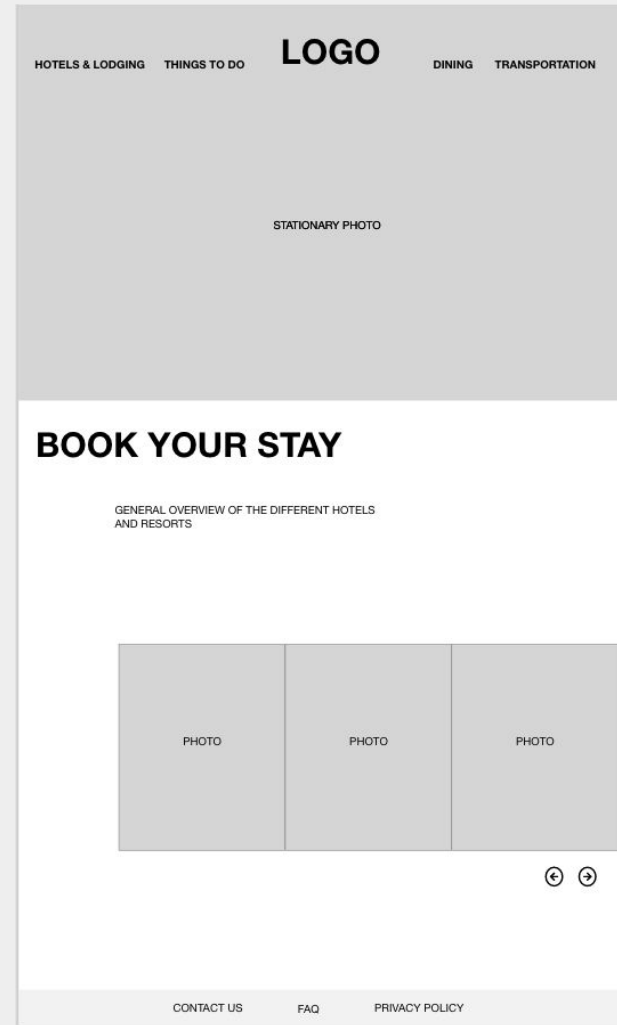 HOTELS & LODGING THINGS TO DO LOGO DINING TRANSPORTATION
STATIONARY PHOTO
BOOK YOUR STAY
GENERAL OVERVIEW OF THE DIFFERENT HOTELS
AND RESORTS
PHOTO PHOTO PHOTO
CONTACT US FAQ PRIVACY POLICY